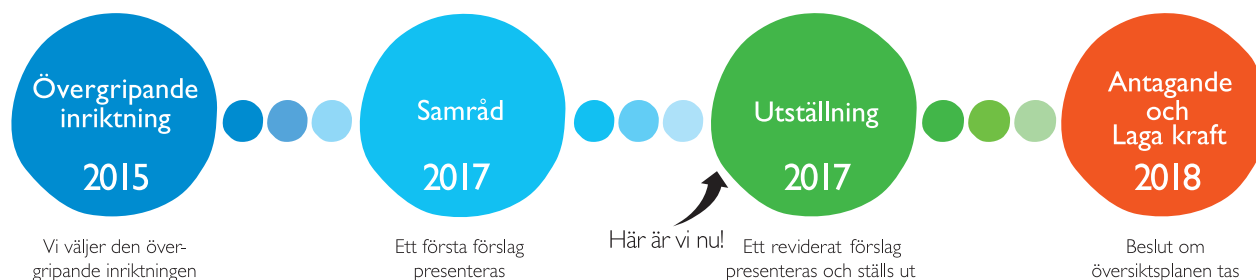 Övergripande
inriktning
2015
Samråd
2017
Utställning
2017
Antagande
och
Laga kraft
2018
Vi väljer den över-
gripande inriktningen
Ett första förslag
presenteras
Här är vi nu!
Ett reviderat förslag
presenteras och ställs ut
Beslut om
översiktsplanen tas